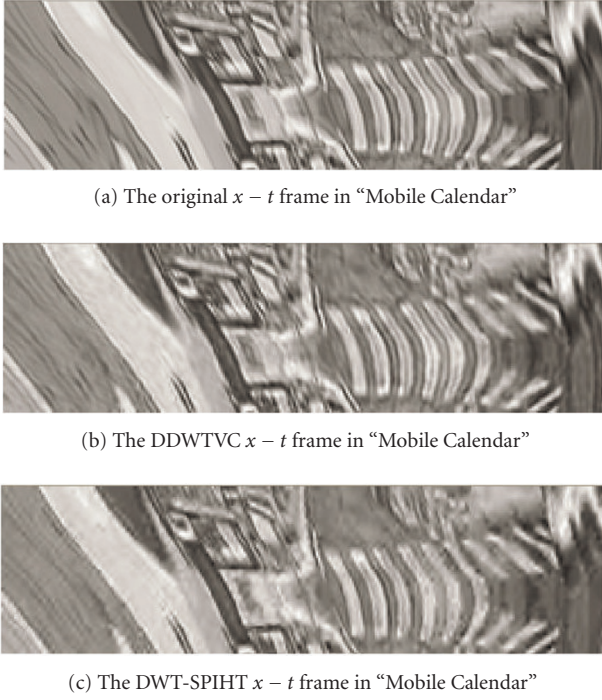 (a) The original x − t frame in “Mobile Calendar”
(b) The DDWTVC x − t frame in “Mobile Calendar”
(c) The DWT-SPIHT x − t frame in “Mobile Calendar”